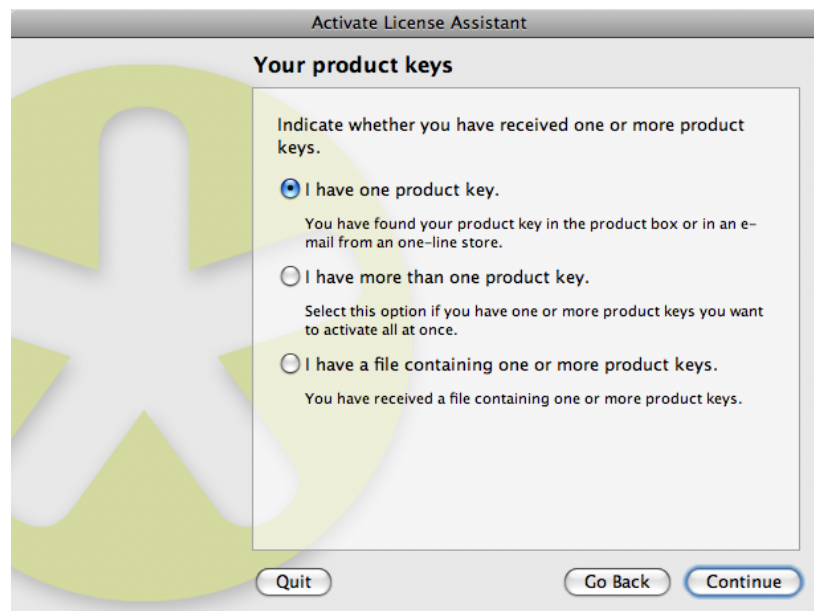 Activate License Assistant
Your product keys
Indicate whether you have received one or more product
keys.
I have one product key.
You have found your product key in the product box or in an e-
mail from an one-line store.
I have more than one product key.
Select this option if you have one or more product keys you want
to activate all at once.
I have a file containing one or more product keys.
You have received a file containing one or more product keys.
Quit
Go Back
Continue